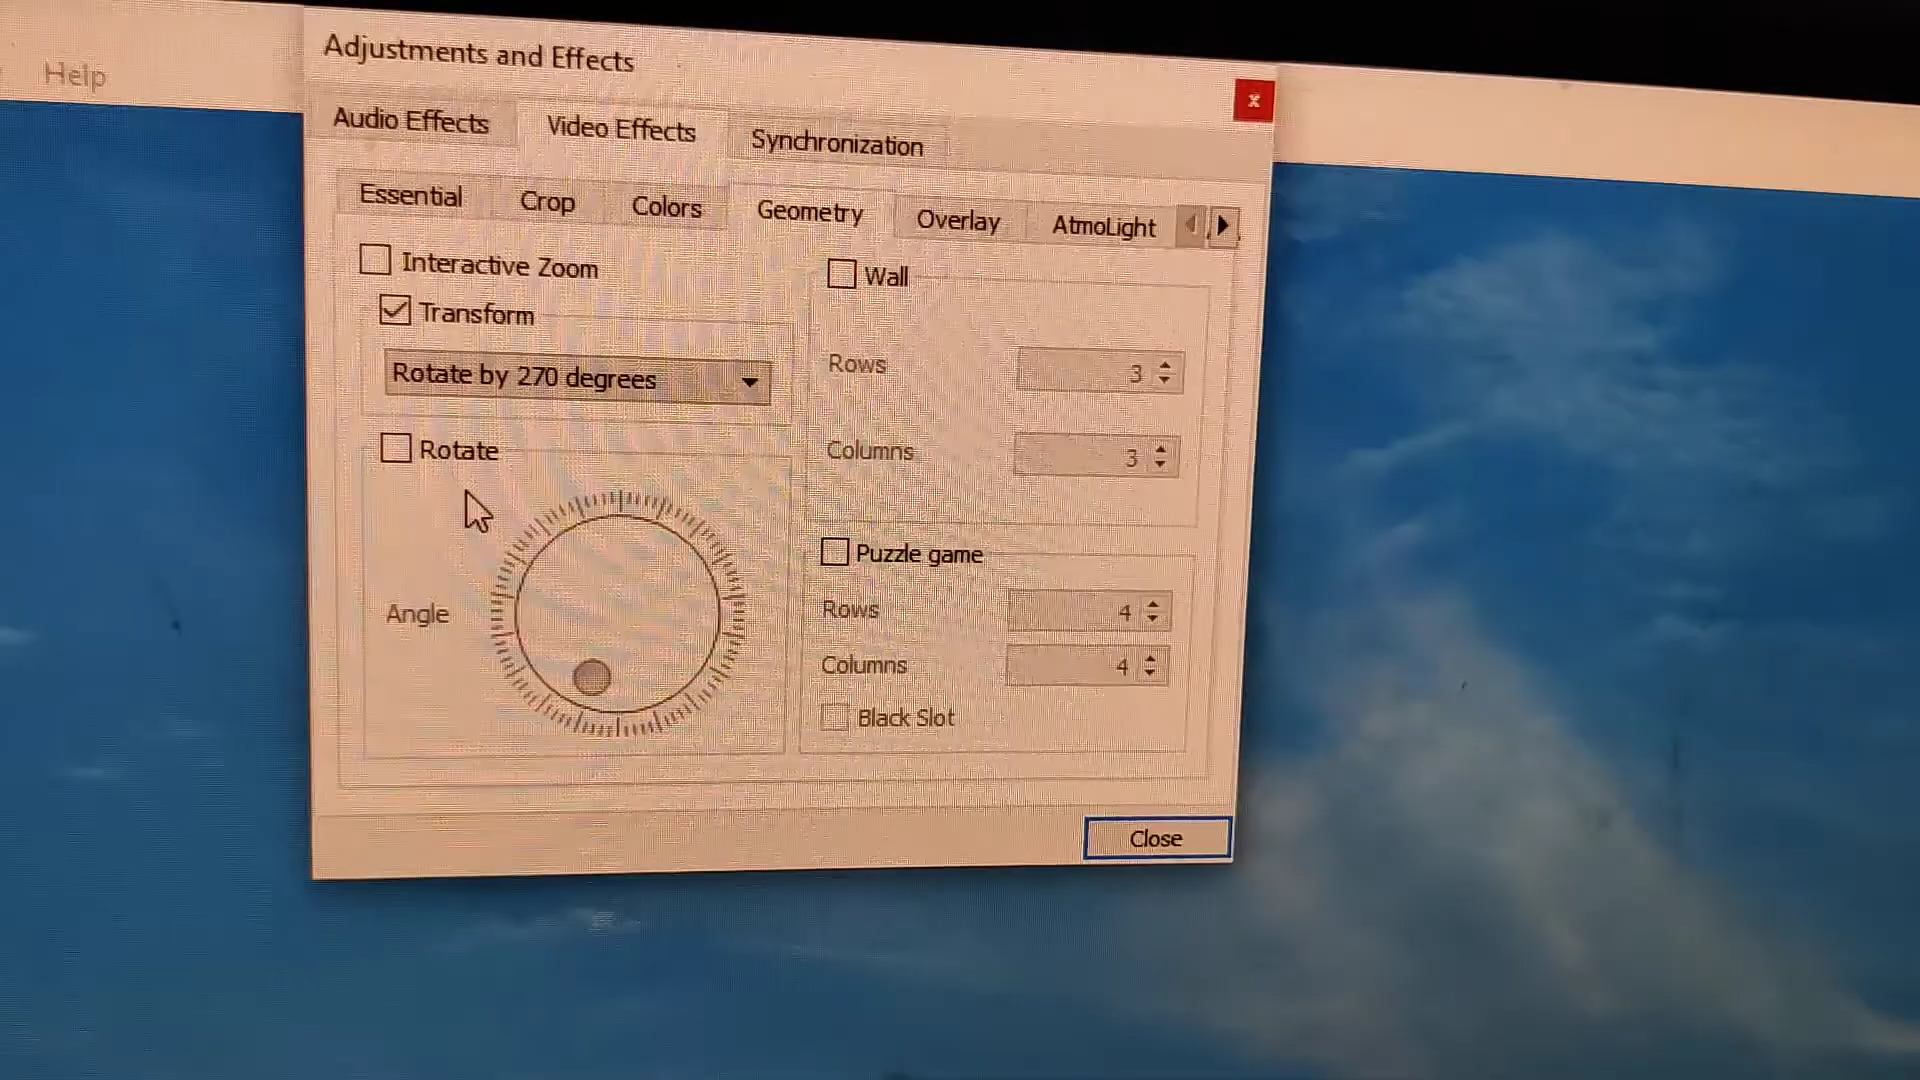 Help
Adjustments and Effects
x
Audio Effects
Video Effects
Synchronization
Essential
Crop
Colors
Geometry
Overlay
AtmoLight
Interactive Zoom
Transform
Rotate by 270 degrees
Rotate
Angle
Wall
Rows
3
Columns
3
Puzzle game
Rows
4
Columns
4
Black Slot
Close